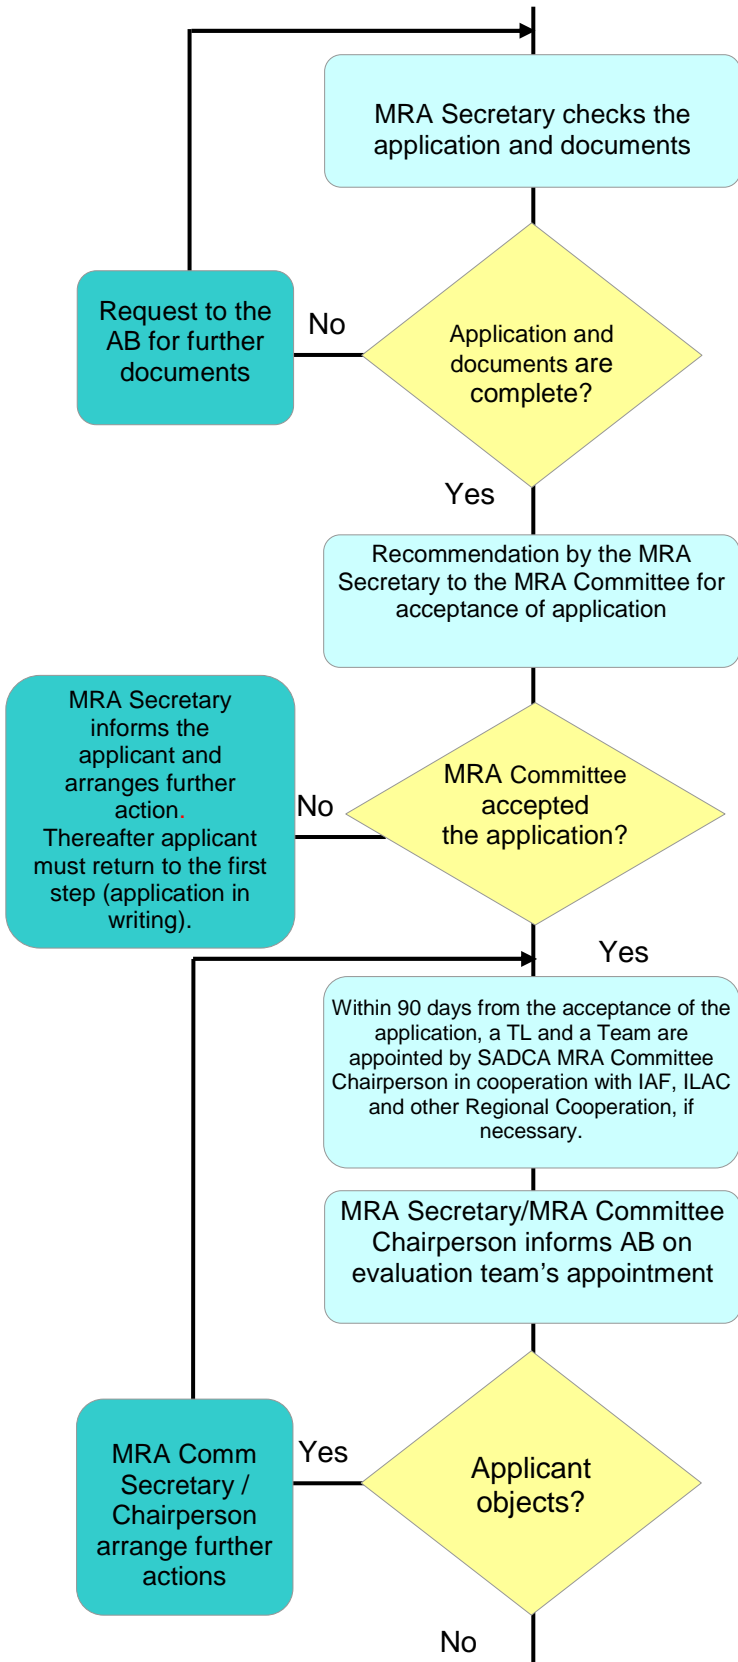 MRA Secretary checks the
application and documents
Request to the
AB for further
documents
No
Application and
documents are
complete?
Yes
Recommendation by the MRA
Secretary to the MRA Committee for
acceptance of application
MRA Secretary
informs the
applicant and
arranges further
action.
Thereafter applicant
must return to the first
step (application in
writing).
No
MRA Committee
accepted
the application?
Yes
Within 90 days from the acceptance of the
application, a TL and a Team are
appointed by SADCA MRA Committee
Chairperson in cooperation with IAF, ILAC
and other Regional Cooperation, if
necessary.
MRA Secretary/MRA Committee
Chairperson informs AB on
evaluation team's appointment
MRA Comm
Secretary /
Chairperson
arrange further
actions
Yes
Applicant
objects?
No